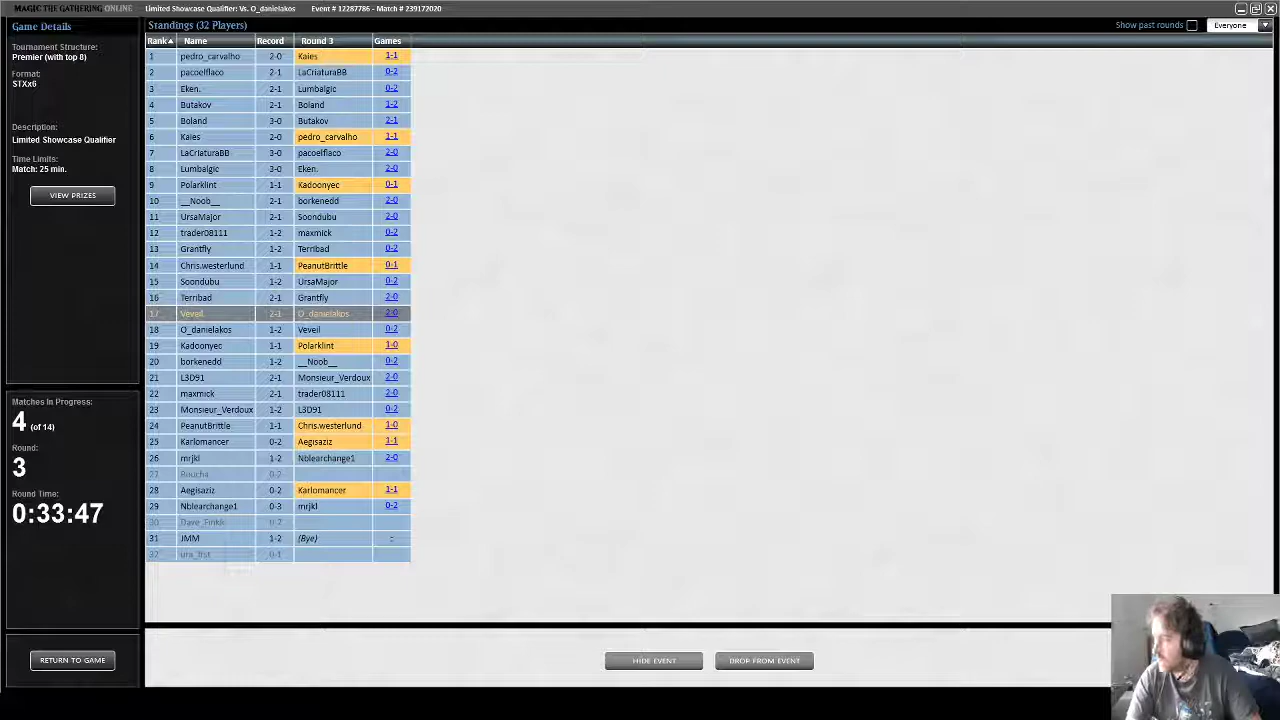 MAGIC THE GATHERING ONLINE Limited Showcase Qualifier: Vs. O_danielakos Event # 12287786 - Match # 239172020
Game Details
Tournament Structure:
Premier (with top 8)
Format:
STXx6
Description:
Limited Showcase Qualifier
Time Limits:
Match: 25 min.
VIEW PRIZES
Matches In Progress:
4 (of 14)
Round:
3
Round Time:
0:33:47
RETURN TO GAME
Standings (32 Players)
Show past rounds Everyone
Rank Name Record Round 3 Games
1 pedro_carvalho 2-0 Kaies 1-1
2 pacoelflaco 2-1 LaCriaturaBB 0-2
3 Eken. 2-1 Lumbalgic 0-2
4 Butakov 2-1 Boland 1-2
5 Boland 3-0 Butakov 2-1
6 Kaies 2-0 pedro_carvalho 1-1
7 LaCriaturaBB 3-0 pacoelflaco 2-0
8 Lumbalgic 3-0 Eken. 2-0
9 Polarklint 1-1 Kadoonyec 0-1
10 __Noob__ 2-1 borkenedd 2-0
11 UrsaMajor 2-1 Soondubu 2-0
12 trader08111 1-2 maxmick 0-2
13 Grantfly 1-2 Terribad 0-2
14 Chris.westerlund 1-1 PeanutBrittle 0-1
15 Soondubu 1-2 UrsaMajor 0-2
16 Terribad 2-1 Grantfly 2-0
17 Veveil 2-1 O_danielakos 2-0
18 O_danielakos 1-2 Veveil 0-2
19 Kadoonyec 1-1 Polarklint 1-0
20 borkenedd 1-2 __Noob__ 0-2
21 L3D91 2-1 Monsieur_Verdoux 2-0
22 maxmick 2-1 trader08111 2-0
23 Monsieur_Verdoux 1-2 L3D91 0-2
24 PeanutBrittle 1-1 Chris.westerlund 1-0
25 Karlomancer 0-2 Aegisaziz 1-1
26 mrjkl 1-2 Nblearchange1 2-0
27 0-2
28 Aegisaziz 0-2 Karlomancer 1-1
29 Nblearchange1 0-3 mrjkl 0-2
30 0-2
31 JMM 1-2 (Bye) -
32 0-1
HIDE EVENT DROP FROM EVENT